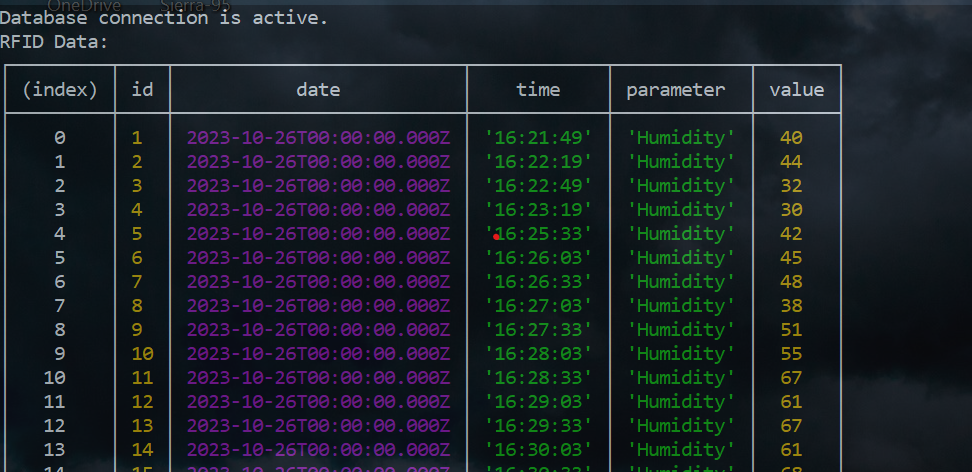 OneDrive Sierra-95
Database connection is active.
RFID Data:
(index) id date time parameter value
0 1 2023-10-26T00:00:00.000Z '16:21:49' 'Humidity' 40
1 2 2023-10-26T00:00:00.000Z '16:22:19' 'Humidity' 44
2 3 2023-10-26T00:00:00.000Z '16:22:49' 'Humidity' 32
3 4 2023-10-26T00:00:00.000Z '16:23:19' 'Humidity' 30
4 5 2023-10-26T00:00:00.000Z '16:25:33' 'Humidity' 42
5 6 2023-10-26T00:00:00.000Z '16:26:03' 'Humidity' 45
6 7 2023-10-26T00:00:00.000Z '16:26:33' 'Humidity' 48
7 8 2023-10-26T00:00:00.000Z '16:27:03' 'Humidity' 38
8 9 2023-10-26T00:00:00.000Z '16:27:33' 'Humidity' 51
9 10 2023-10-26T00:00:00.000Z '16:28:03' 'Humidity' 55
10 11 2023-10-26T00:00:00.000Z '16:28:33' 'Humidity' 67
11 12 2023-10-26T00:00:00.000Z '16:29:03' 'Humidity' 61
12 13 2023-10-26T00:00:00.000Z '16:29:33' 'Humidity' 67
13 14 2023-10-26T00:00:00.000Z '16:30:03' 'Humidity' 61